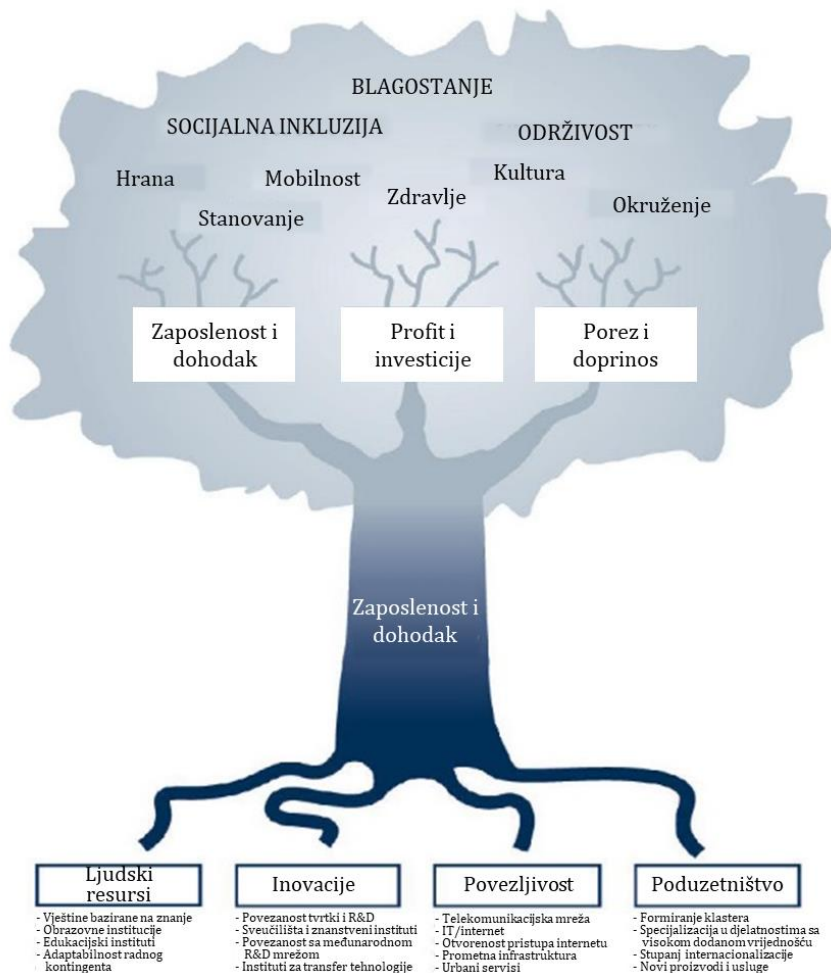 BLAGOSTANJE
SOCIJALNA INKLUZIJA
ODRŽIVOST
Hrana
Mobilnost
Kultura
Zdravlje
Stanovanje
Okruženje
Zaposlenost i
dohodak
Profit i
investicije
Porez i
doprinos
Zaposlenost i
dohodak
Ljudski
resursi
- Vještine bazirane na znanje
- Obrazovne institucije
- Edukacijski instituti
- Adaptabilnost radnog
kontingenta
Inovacije
- Povezanost tvrtki i R&D
- Sveučilišta i znanstveni instituti
- Povezanost sa međunarodnom
R&D mrežom
- Instituti za transfer tehnologije
Povezljivost
- Telekomunikacijska mreža
- IT/internet
- Otvorenost pristupa internetu
- Prometna infrastruktura
- Urbani servisi
Poduzetništvo
- Formiranje klastera
- Specijalizacija u djelatnostima sa
visokom dodanom vrijednošću
- Stupanj internacionalizacije
- Novi proizvodi i usluge